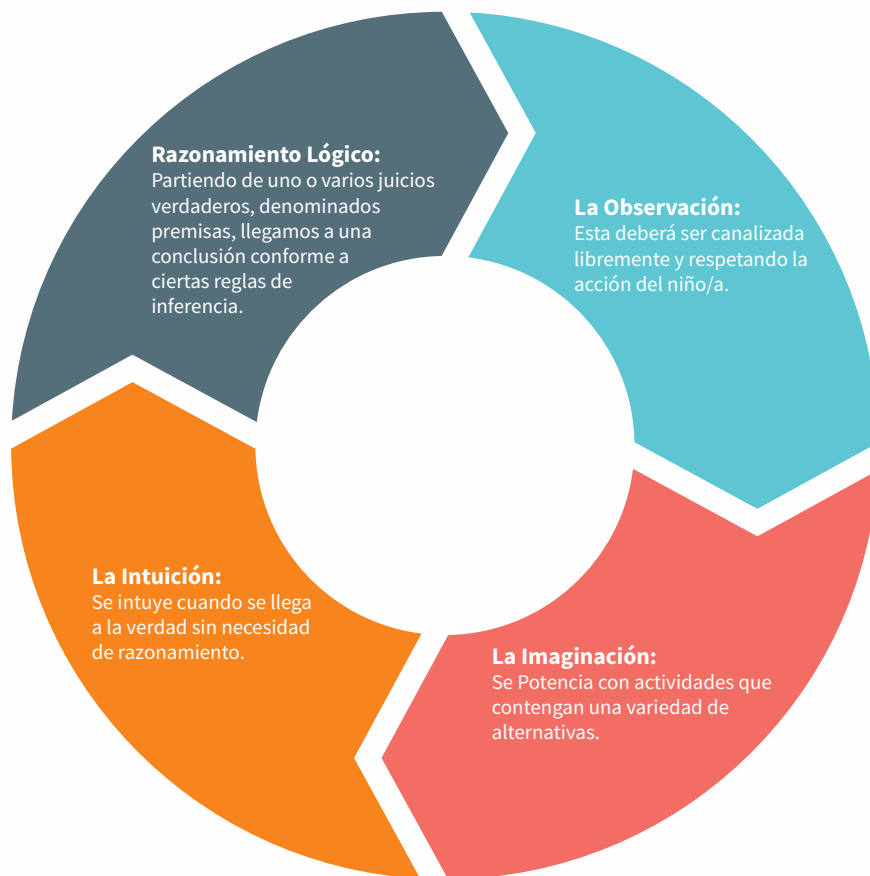 Razonamiento Lógico:
Partiendo de uno o varios juicios
verdaderos, denominados
premisas, llegamos a una
conclusión conforme a
ciertas reglas de
inferencia.
La Observación:
Esta deberá ser canalizada
libremente y respetando la
acción del niño/a.
La Imaginación:
Se Potencia con actividades que
contengan una variedad de
alternativas.
La Intuición:
Se intuye cuando se llega
a la verdad sin necesidad
de razonamiento.